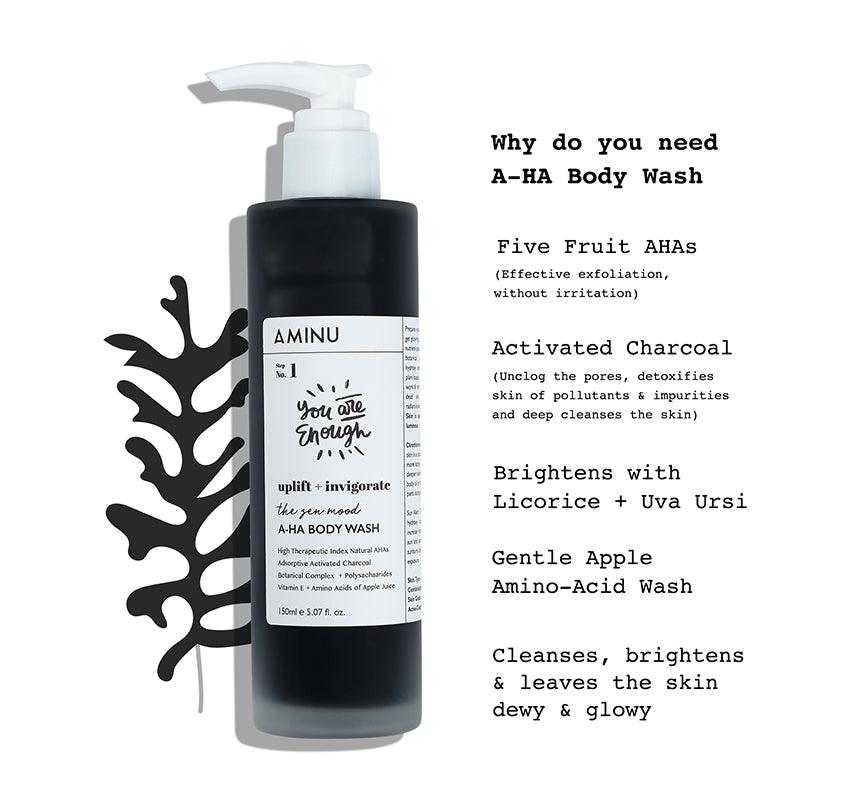 AMINU
Step
No. 1
you are
Enough
uplift + invigorate
the zen mood
A-HA BODY WASH
High Therapeutic Index Natural AHAs
Adsorptive Activated Charcoal
Botanical Complex + Polysachaarides
Vitamin E + Amino Acids of Apple Juice
150ml e 5.07 fl. oz.
Why do you need
A-HA Body Wash
Five Fruit AHAs
(Effective exfoliation,
without irritation)
Activated Charcoal
(Unclog the pores, detoxifies
skin of pollutants & impurities
and deep cleanses the skin)
Brightens with
Licorice + Uva Ursi
Gentle Apple
Amino-Acid Wash
Cleanses, brightens
& leaves the skin
dewy & glowy